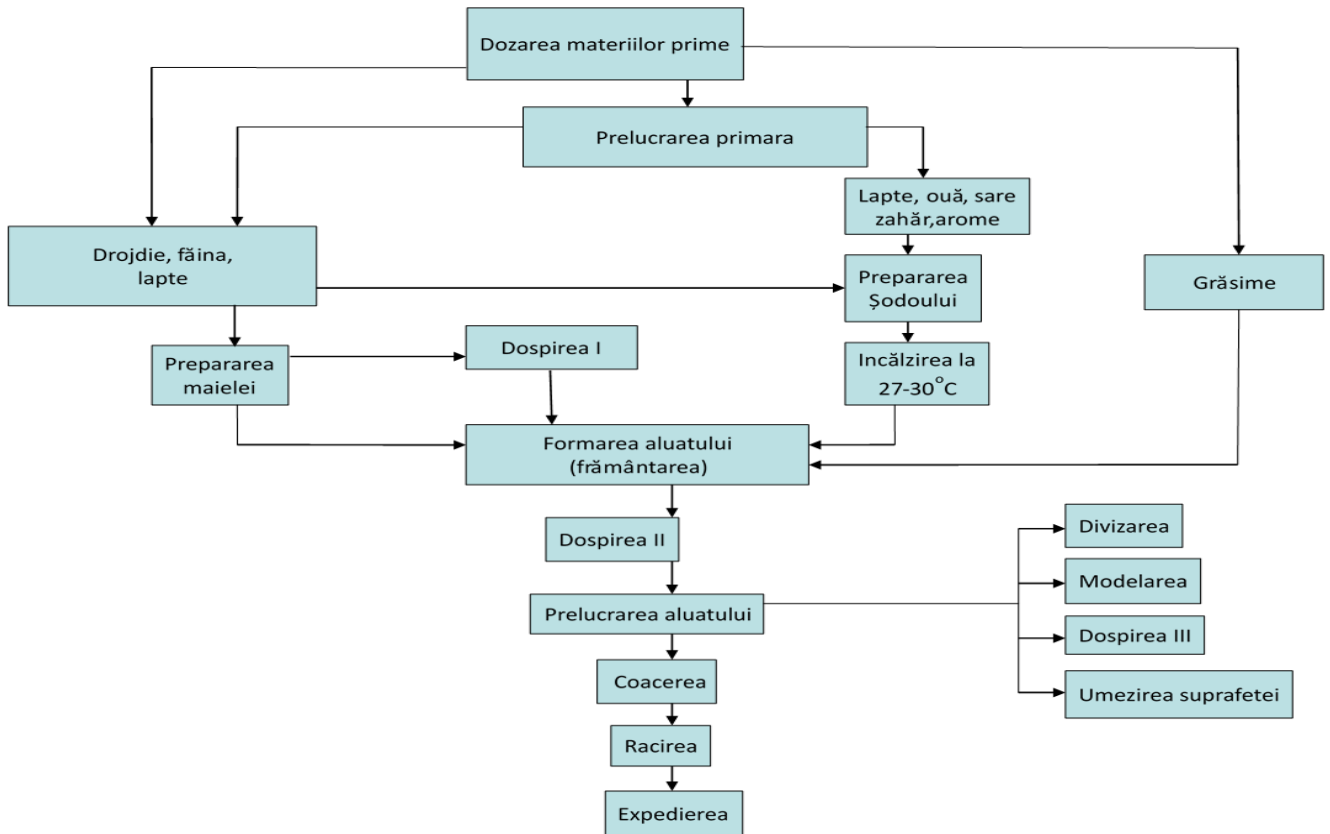 Dozarea materiilor prime
Prelucrarea primara
Lapte, ouă, sare
zahăr,arome
Drojdie, făina,
lapte
Prepararea
Șodoului
Grăsime
Prepararea
maielei
Dospirea I
Incălzirea la
27-30°C
Formarea aluatului
(frământarea)
Dospirea II
Divizarea
Modelarea
Prelucrarea aluatului
Dospirea III
Coacerea
Umezirea suprafetei
Racirea
Expedierea